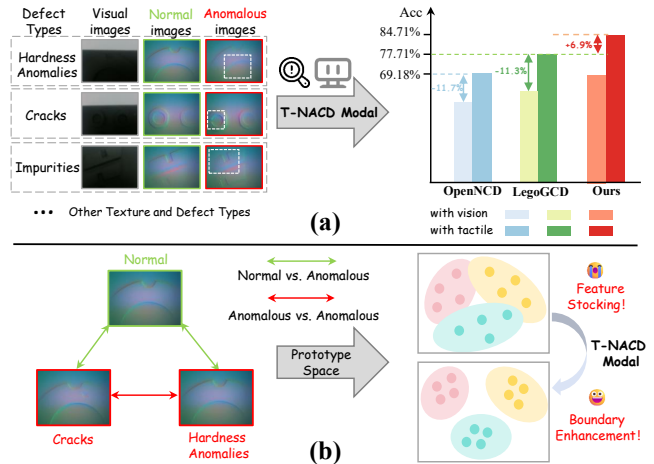 Defect Types
Visual images
Normal images
Anomalous images
Hardness Anomalies
Cracks
Impurities
••• Other Texture and Defect Types
T-NACD Modal
(a)
Acc
84.71%
77.71%
69.18%
-11.7%
-11.3%
+6.9%
OpenNCD
LegoGCD
Ours
with vision
with tactile
Normal
Cracks
Hardness Anomalies
Normal vs. Anomalous
Anomalous vs. Anomalous
Prototype Space
(b)
Feature Stocking!
T-NACD Modal
Boundary Enhancement!